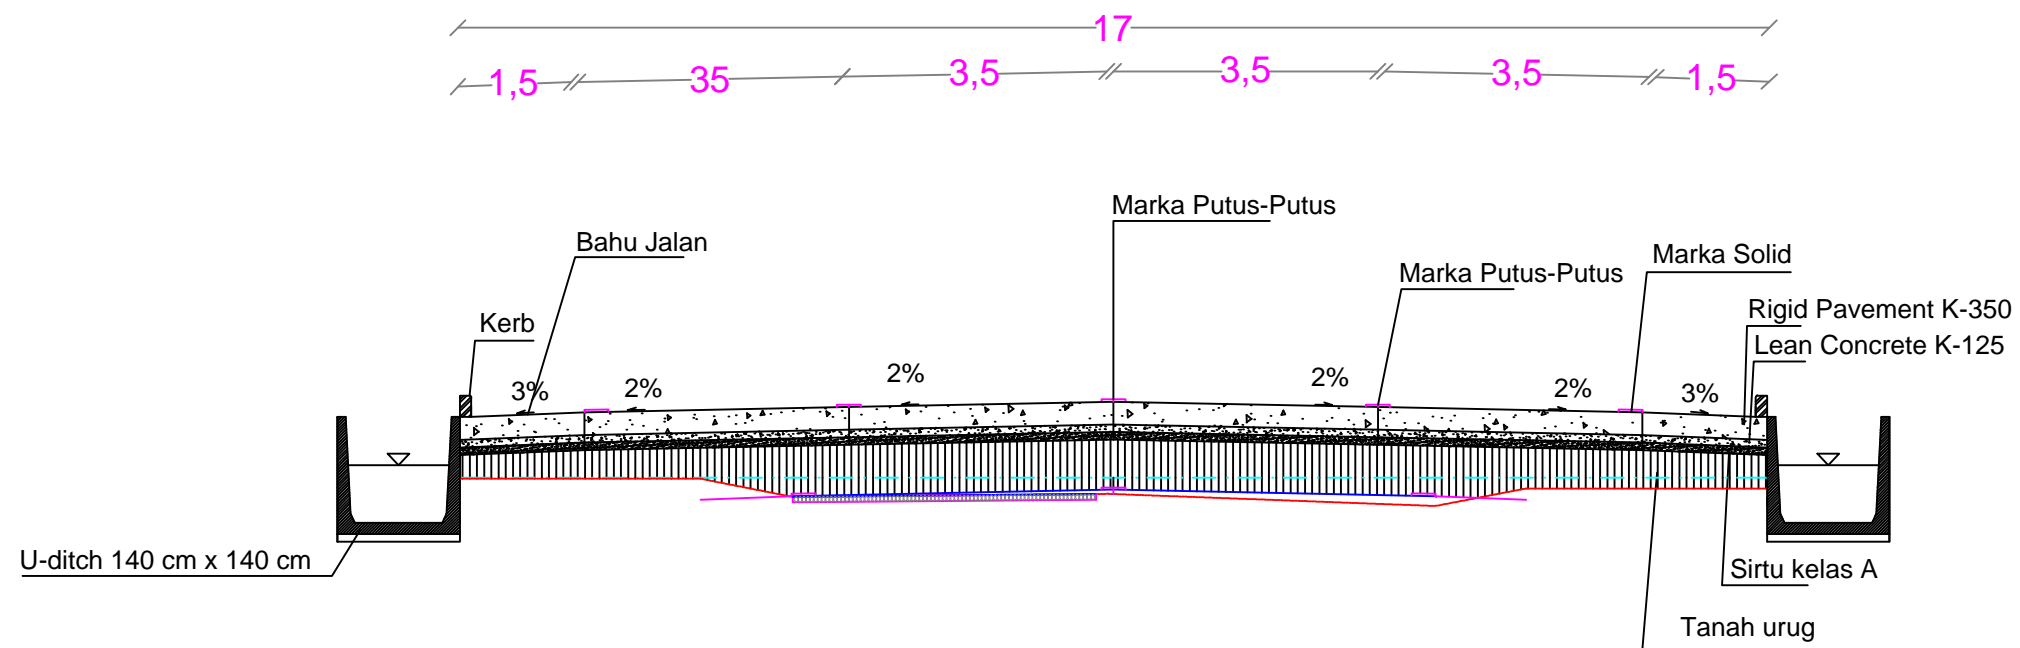 17
1,5 35 3,5 3,5 3,5 1,5
Marka Putus-Putus
Bahu Jalan
Marka Solid
Marka Putus-Putus
Kerb
Rigid Pavement K-350
Lean Concrete K-125
3% 2% 2% 2% 2% 3%
U-ditch 140 cm x 140 cm
Sirtu kelas A
Tanah urug